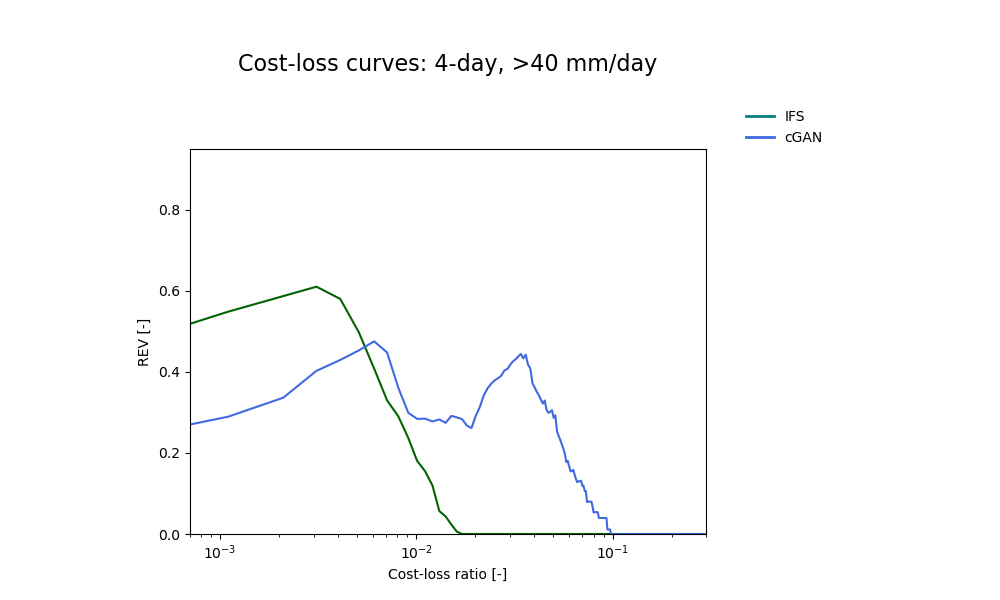 Cost-loss curves: 4-day, >40 mm/day
IFS
cGAN
0.8
0.6
0.4
0.2
0.0
REV [-]
10⁻³
10⁻²
10⁻¹
Cost-loss ratio [-]